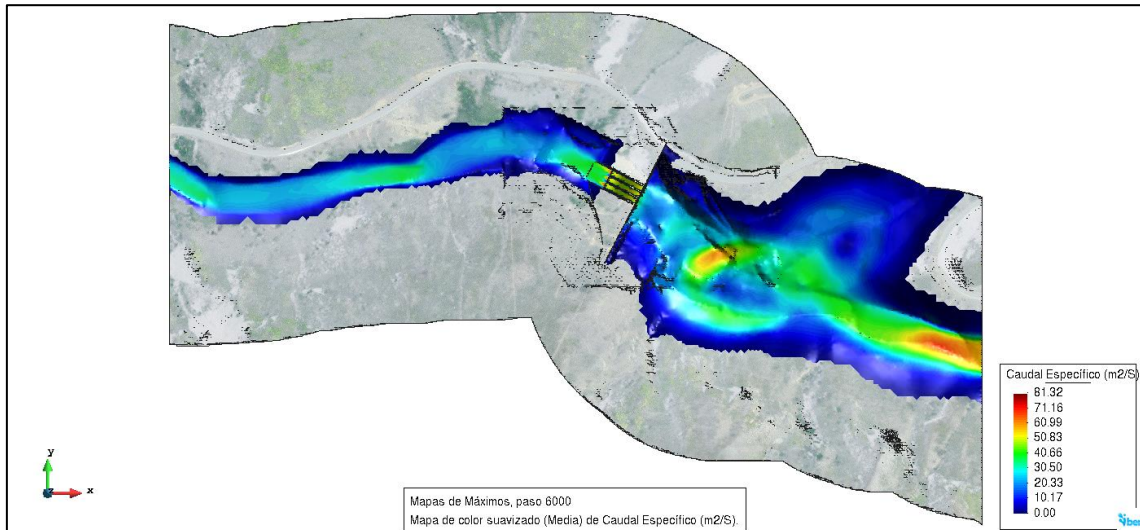 Caudal Específico (m2/S)
81.32
71.16
60.99
50.83
40.66
30.50
20.33
10.17
0.00
y
z
x
Mapas de Máximos, paso 6000
Mapa de color suavizado (Media) de Caudal Específico (m2/S).
iber